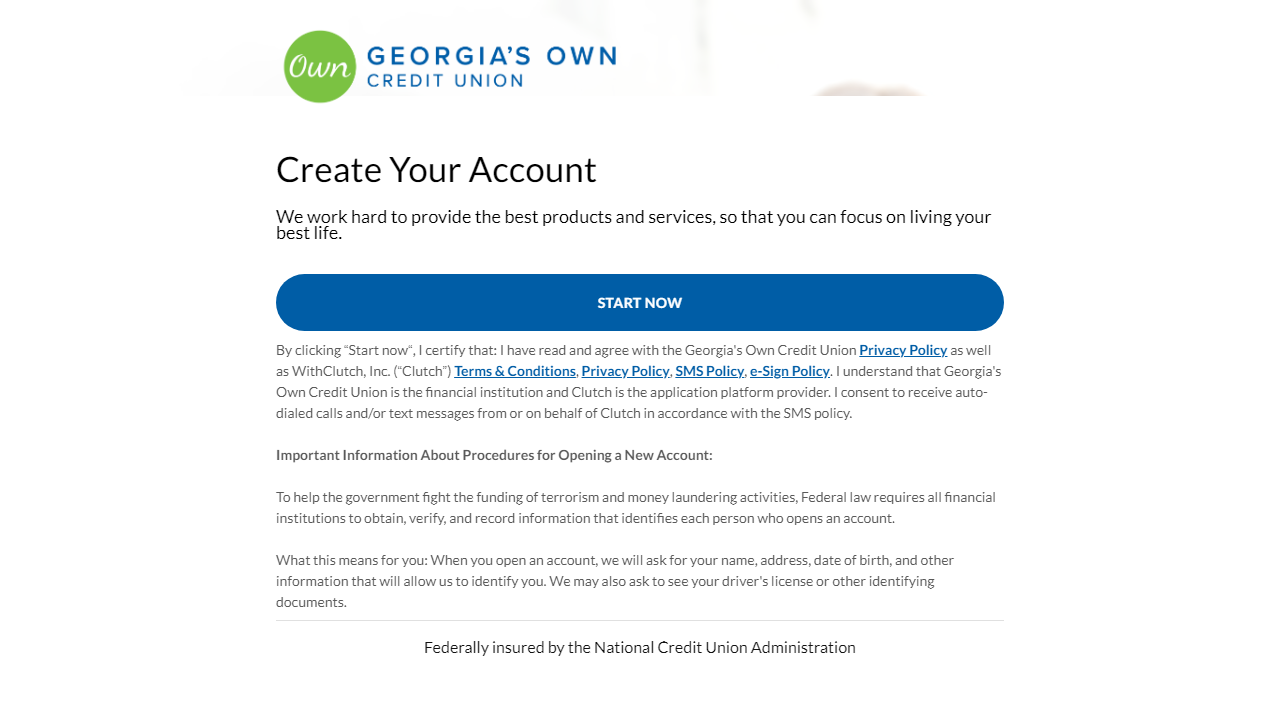 Own
GEORGIA'S OWN
CREDIT UNION
Create Your Account
We work hard to provide the best products and services, so that you can focus on living your
best life.
START NOW
By clicking “Start now“, I certify that: I have read and agree with the Georgia's Own Credit Union Privacy Policy as well
as WithClutch, Inc. (“Clutch”) Terms & Conditions, Privacy Policy, SMS Policy, e-Sign Policy. I understand that Georgia's
Own Credit Union is the financial institution and Clutch is the application platform provider. I consent to receive auto-
dialed calls and/or text messages from or on behalf of Clutch in accordance with the SMS policy.
Important Information About Procedures for Opening a New Account:
To help the government fight the funding of terrorism and money laundering activities, Federal law requires all financial
institutions to obtain, verify, and record information that identifies each person who opens an account.
What this means for you: When you open an account, we will ask for your name, address, date of birth, and other
information that will allow us to identify you. We may also ask to see your driver's license or other identifying
documents.
Federally insured by the National Credit Union Administration